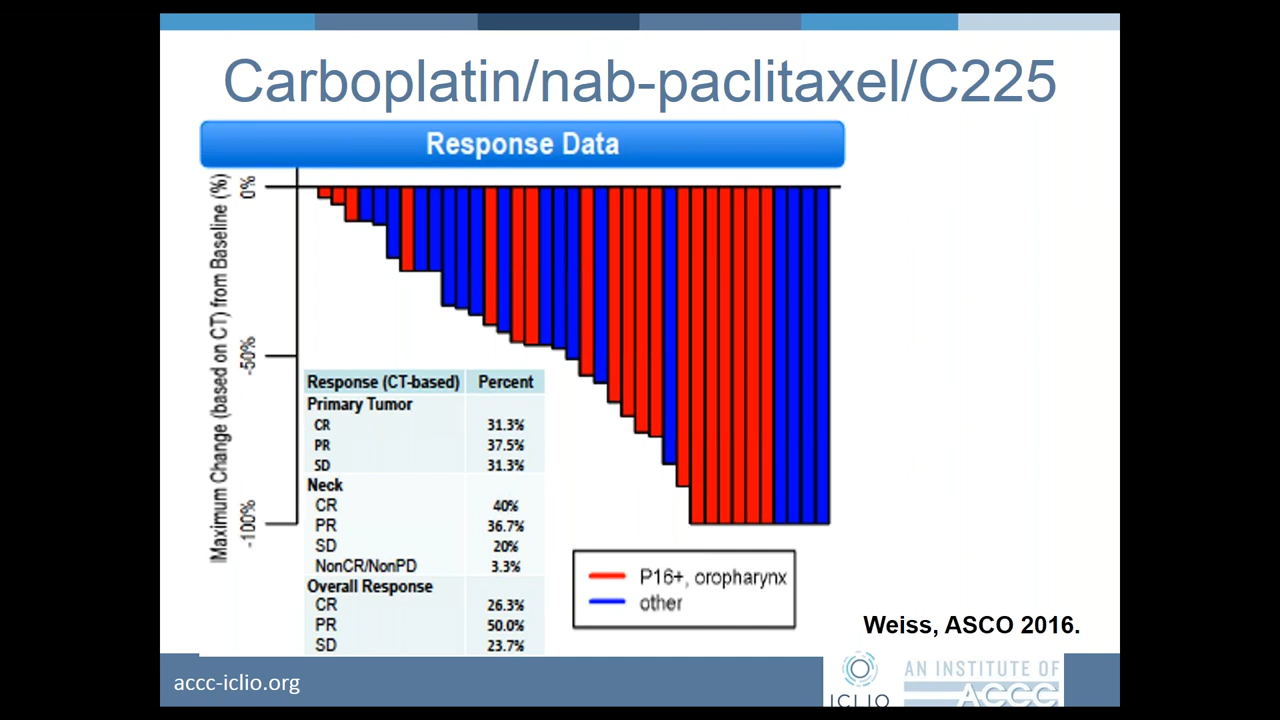 Carboplatin/nab-paclitaxel/C225
Response Data
Maximum Change (based on CT) from Baseline (%)
0%
-50%
-100%
Response (CT-based) Percent
Primary Tumor
CR 31.3%
PR 37.5%
SD 31.3%
Neck
CR 40%
PR 36.7%
SD 20%
NonCR/NonPD 3.3%
Overall Response
CR 26.3%
PR 50.0%
SD 23.7%
P16+, oropharynx
other
Weiss, ASCO 2016.
accc-iclio.org
ICLIO
AN INSTITUTE OF
ACCC